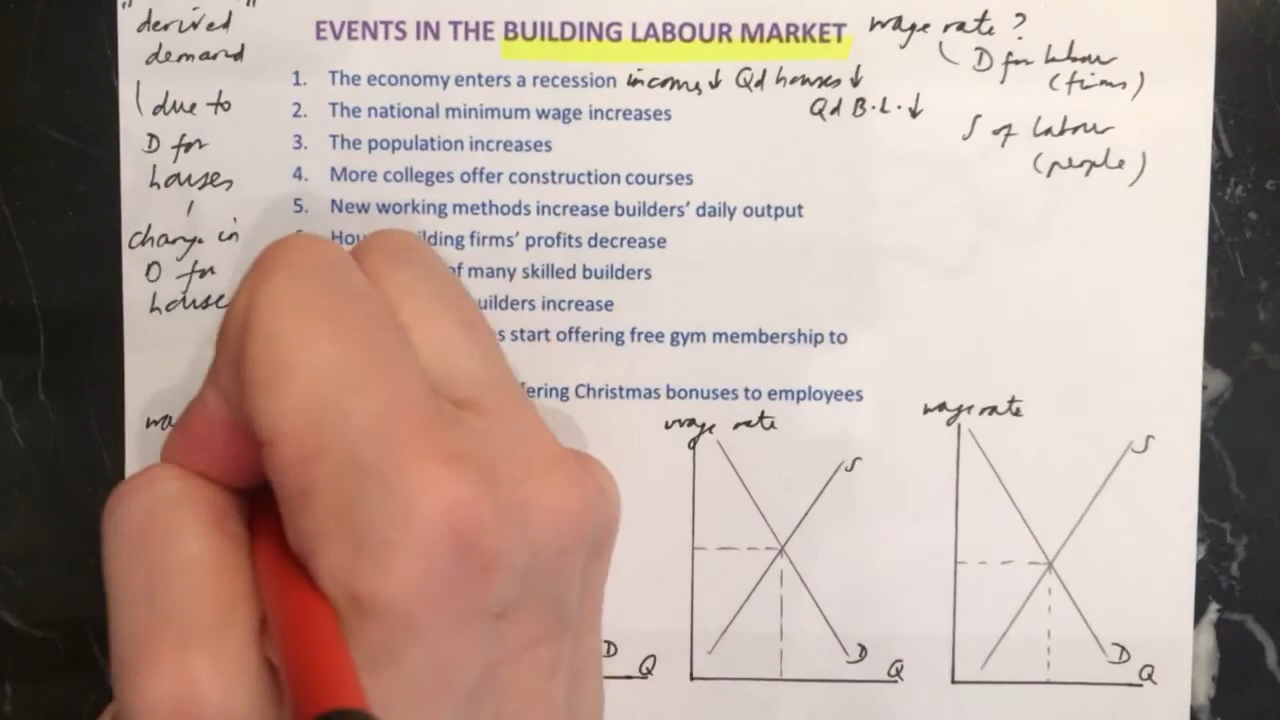 "derived"
demand
due to
D for
houses
change in
D for
house
EVENTS IN THE BUILDING LABOUR MARKET
wage rate?
D for labour
(firms)
S of labour
(people)
1. The economy enters a recession incomes↓ Qd houses↓
Qd B.L.↓
2. The national minimum wage increases
3. The population increases
4. More colleges offer construction courses
5. New working methods increase builders' daily output
firms' profits decrease
of many skilled builders
increase
start offering free gym membership to
Christmas bonuses to employees
D
Q
wage rate
S
D
Q
wage rate
S
D
Q